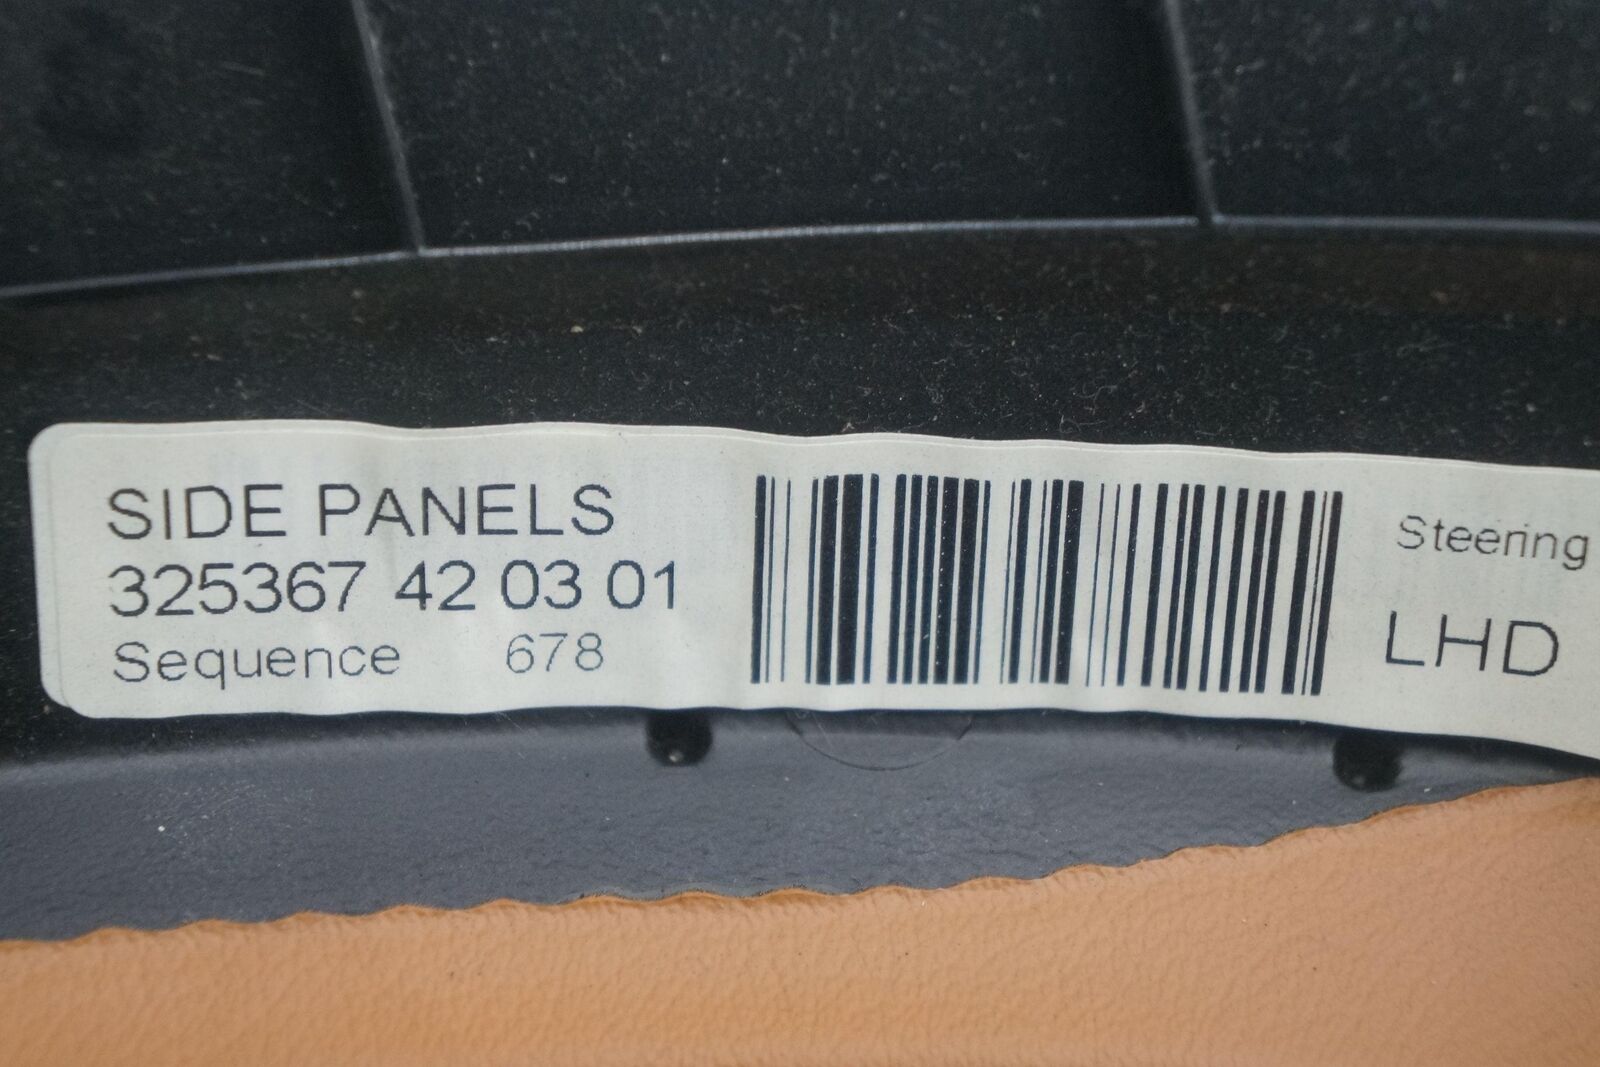 SIDE PANELS
325367 42 03 01
Sequence 678
Steering
LHD